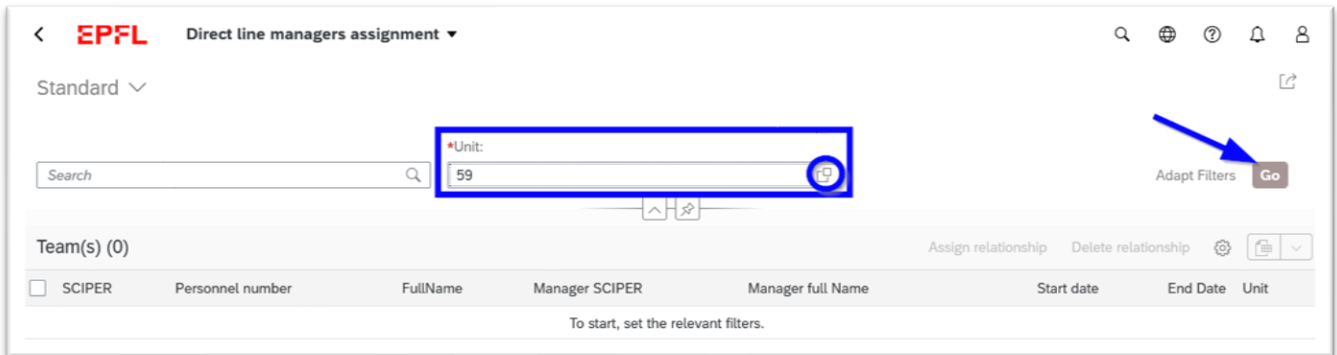 EPFL Direct line managers assignment
Standard
*Unit:
Search 59 Adapt Filters Go
Team(s) (0) Assign relationship Delete relationship
SCIPER Personnel number FullName Manager SCIPER Manager full Name Start date End Date Unit
To start, set the relevant filters.